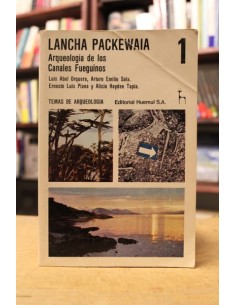 LANCHA PACKEWAIA
1
Arqueología de los
Canales Fueguinos
Luis Abel Orquera, Arturo Emilio Sala,
Ernesto Luis Piana y Alicia Haydée Tapia.
TEMAS DE ARQUEOLOGIA
Editorial Huemul S.A.